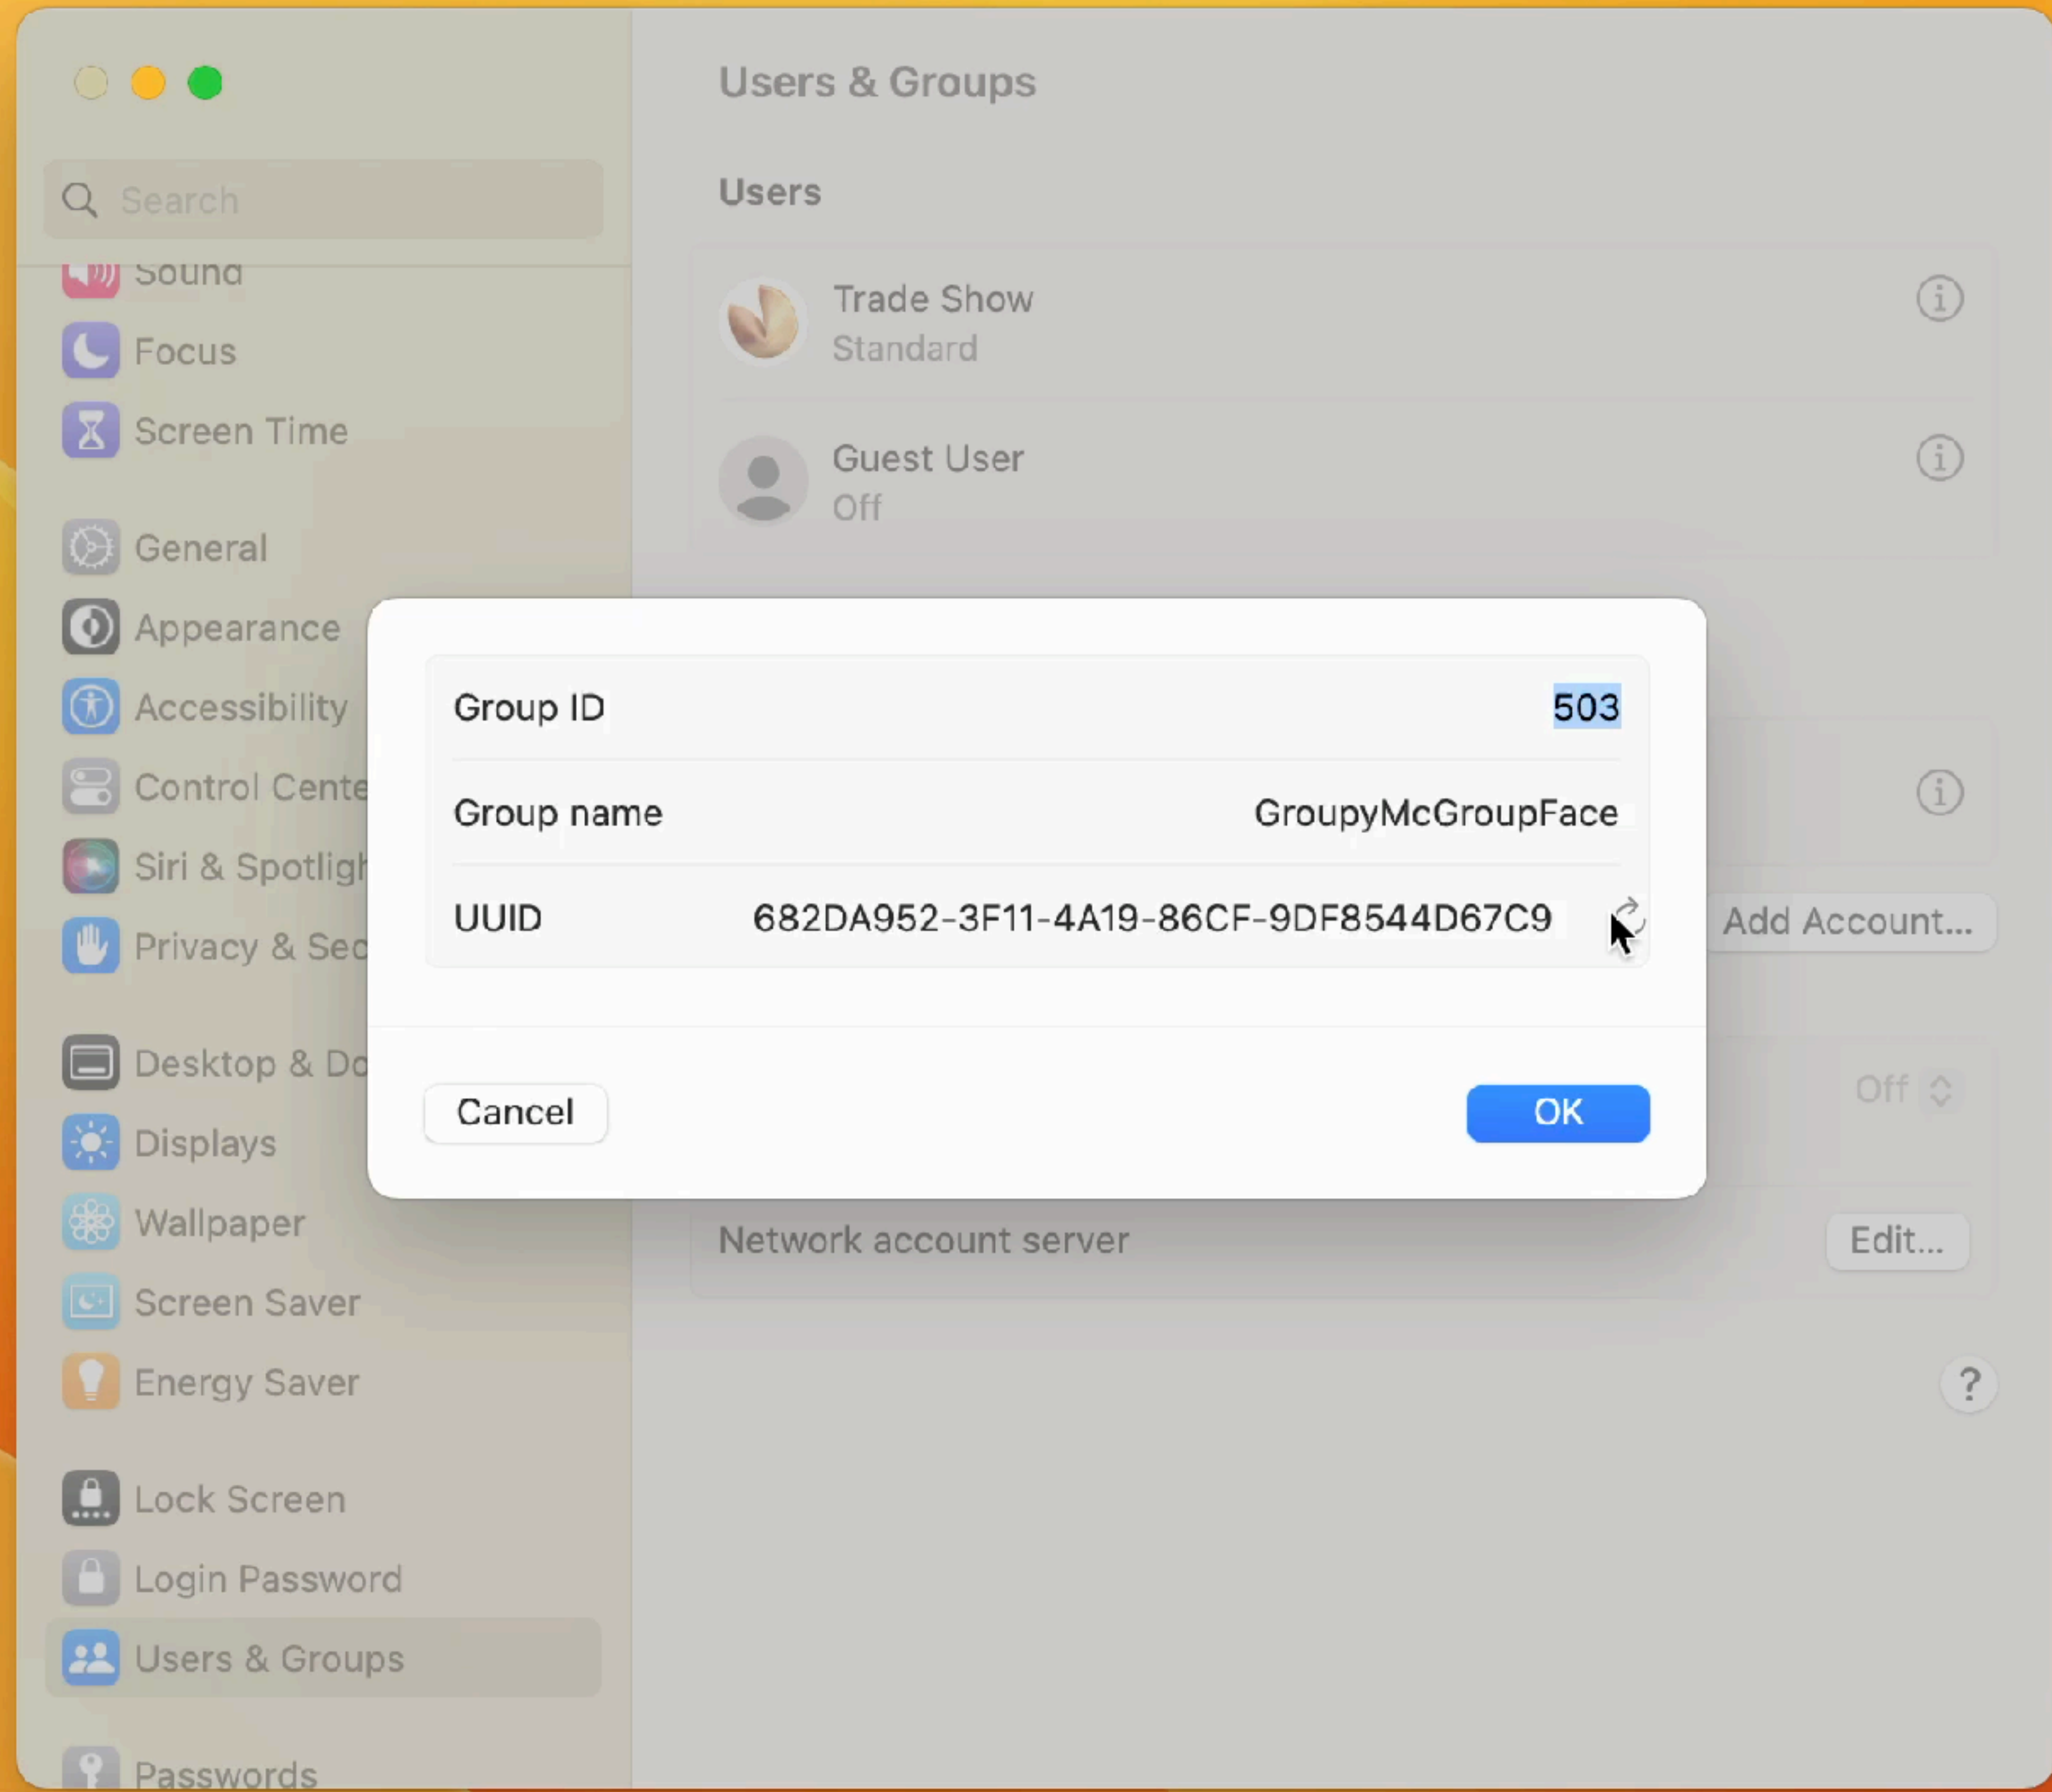 Users & Groups
Search
Users
Sound
Trade Show
Standard
Focus
Screen Time
Guest User
Off
General
Appearance
Accessibility
Control Cente
Siri & Spotligh
Privacy & Sec
Group ID
503
Group name
GroupyMcGroupFace
UUID
682DA952-3F11-4A19-86CF-9DF8544D67C9
Add Account...
Desktop & Do
Off
Cancel
OK
Displays
Wallpaper
Network account server
Edit...
Screen Saver
Energy Saver
?
Lock Screen
Login Password
Users & Groups
Passwords